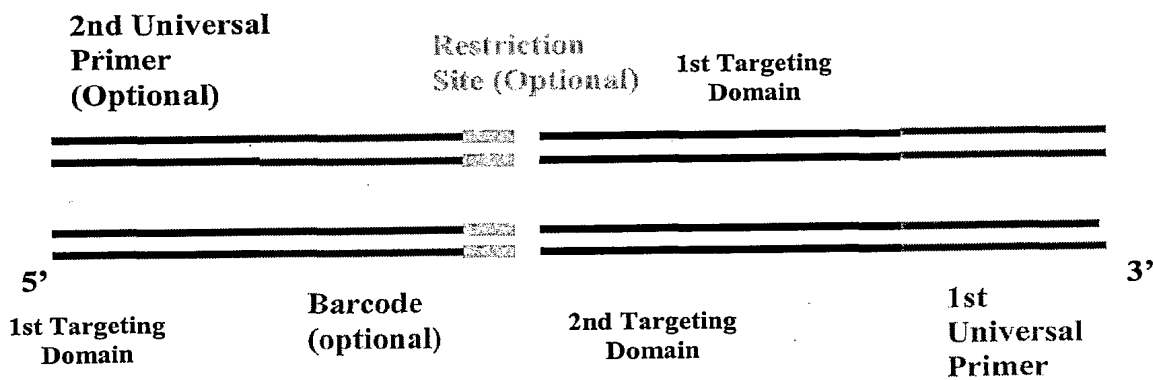 2nd Universal
Primer
(Optional)
Restriction
Site (Optional)
1st Targeting
Domain
5’
3’
1st Targeting
Domain
Barcode
(optional)
2nd Targeting
Domain
1st
Universal
Primer